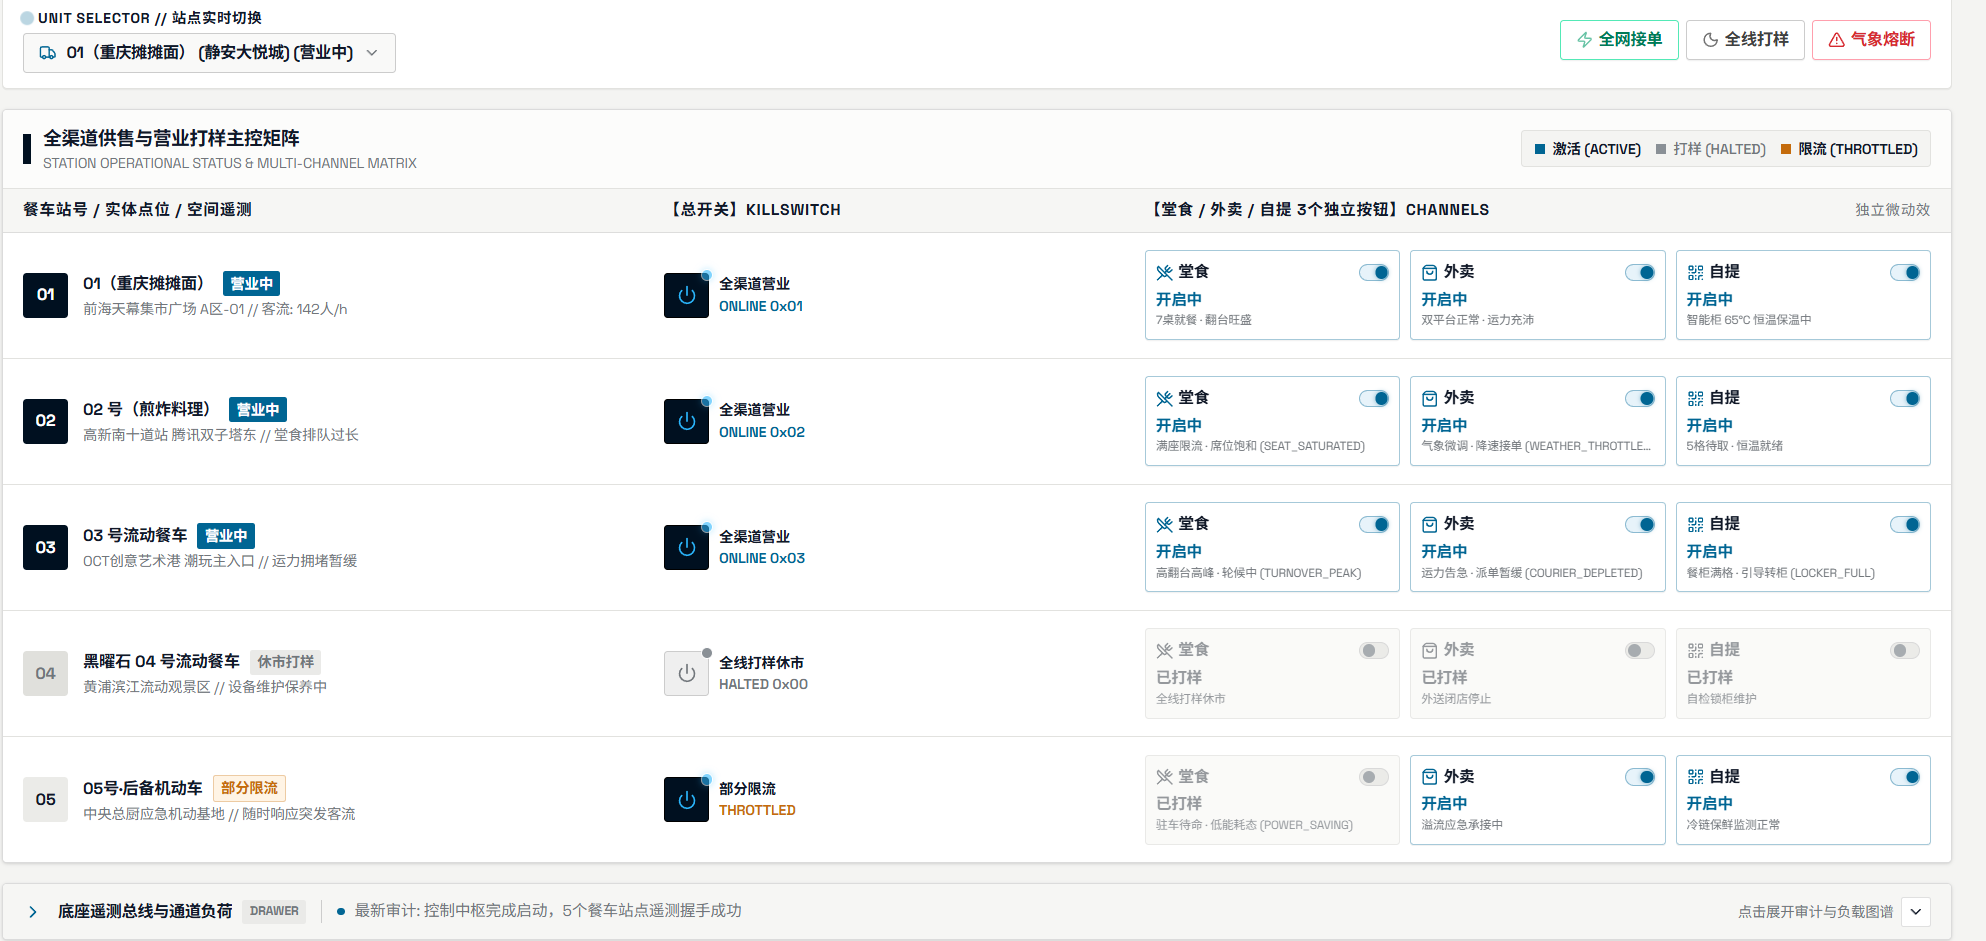 UNIT SELECTOR // 站点实时切换
01（重庆摊摊面） (静安大悦城) (营业中)
全网接单
全线打样
气象熔断
全渠道供售与营业打样主控矩阵
STATION OPERATIONAL STATUS & MULTI-CHANNEL MATRIX
激活 (ACTIVE) 打样 (HALTED) 限流 (THROTTLED)
餐车站号 / 实体点位 / 空间遥测
【总开关】KILLSWITCH
【堂食 / 外卖 / 自提 3个独立按钮】CHANNELS
独立微动效
01
01（重庆摊摊面） 营业中
前海天幕集市广场 A区-01 // 客流: 142人/h
全渠道营业
ONLINE 0x01
堂食
开启中
7桌就餐 · 翻台旺盛
外卖
开启中
双平台正常 · 运力充沛
自提
开启中
智能柜 65°C 恒温保温中
02
02 号（煎炸料理） 营业中
高新南十道站 腾讯双子塔东 // 堂食排队过长
全渠道营业
ONLINE 0x02
堂食
开启中
满座限流 · 席位饱和 (SEAT_SATURATED)
外卖
开启中
气象微调 · 降速接单 (WEATHER_THROTTLE...
自提
开启中
5格待取 · 恒温就绪
03
03 号流动餐车 营业中
OCT创意艺术港 潮玩主入口 // 运力拥堵暂缓
全渠道营业
ONLINE 0x03
堂食
开启中
高翻台高峰 · 轮候中 (TURNOVER_PEAK)
外卖
开启中
运力告急 · 派单暂缓 (COURIER_DEPLETED)
自提
开启中
餐柜满格 · 引导转柜 (LOCKER_FULL)
04
黑曜石 04 号流动餐车 休市打样
黄浦滨江流动观景区 // 设备维护保养中
全线打样休市
HALTED 0x00
堂食
已打样
全线打样休市
外卖
已打样
外送闭店停止
自提
已打样
自检锁柜维护
05
05号·后备机动车 部分限流
中央总厨应急机动基地 // 随时响应突发客流
部分限流
THROTTLED
堂食
已打样
驻车待命 · 低能耗态 (POWER_SAVING)
外卖
开启中
溢流应急承接中
自提
开启中
冷链保鲜监测正常
底座遥测总线与通道负荷 DRAWER
最新审计: 控制中枢完成启动，5个餐车站点遥测握手成功
点击展开审计与负载图谱